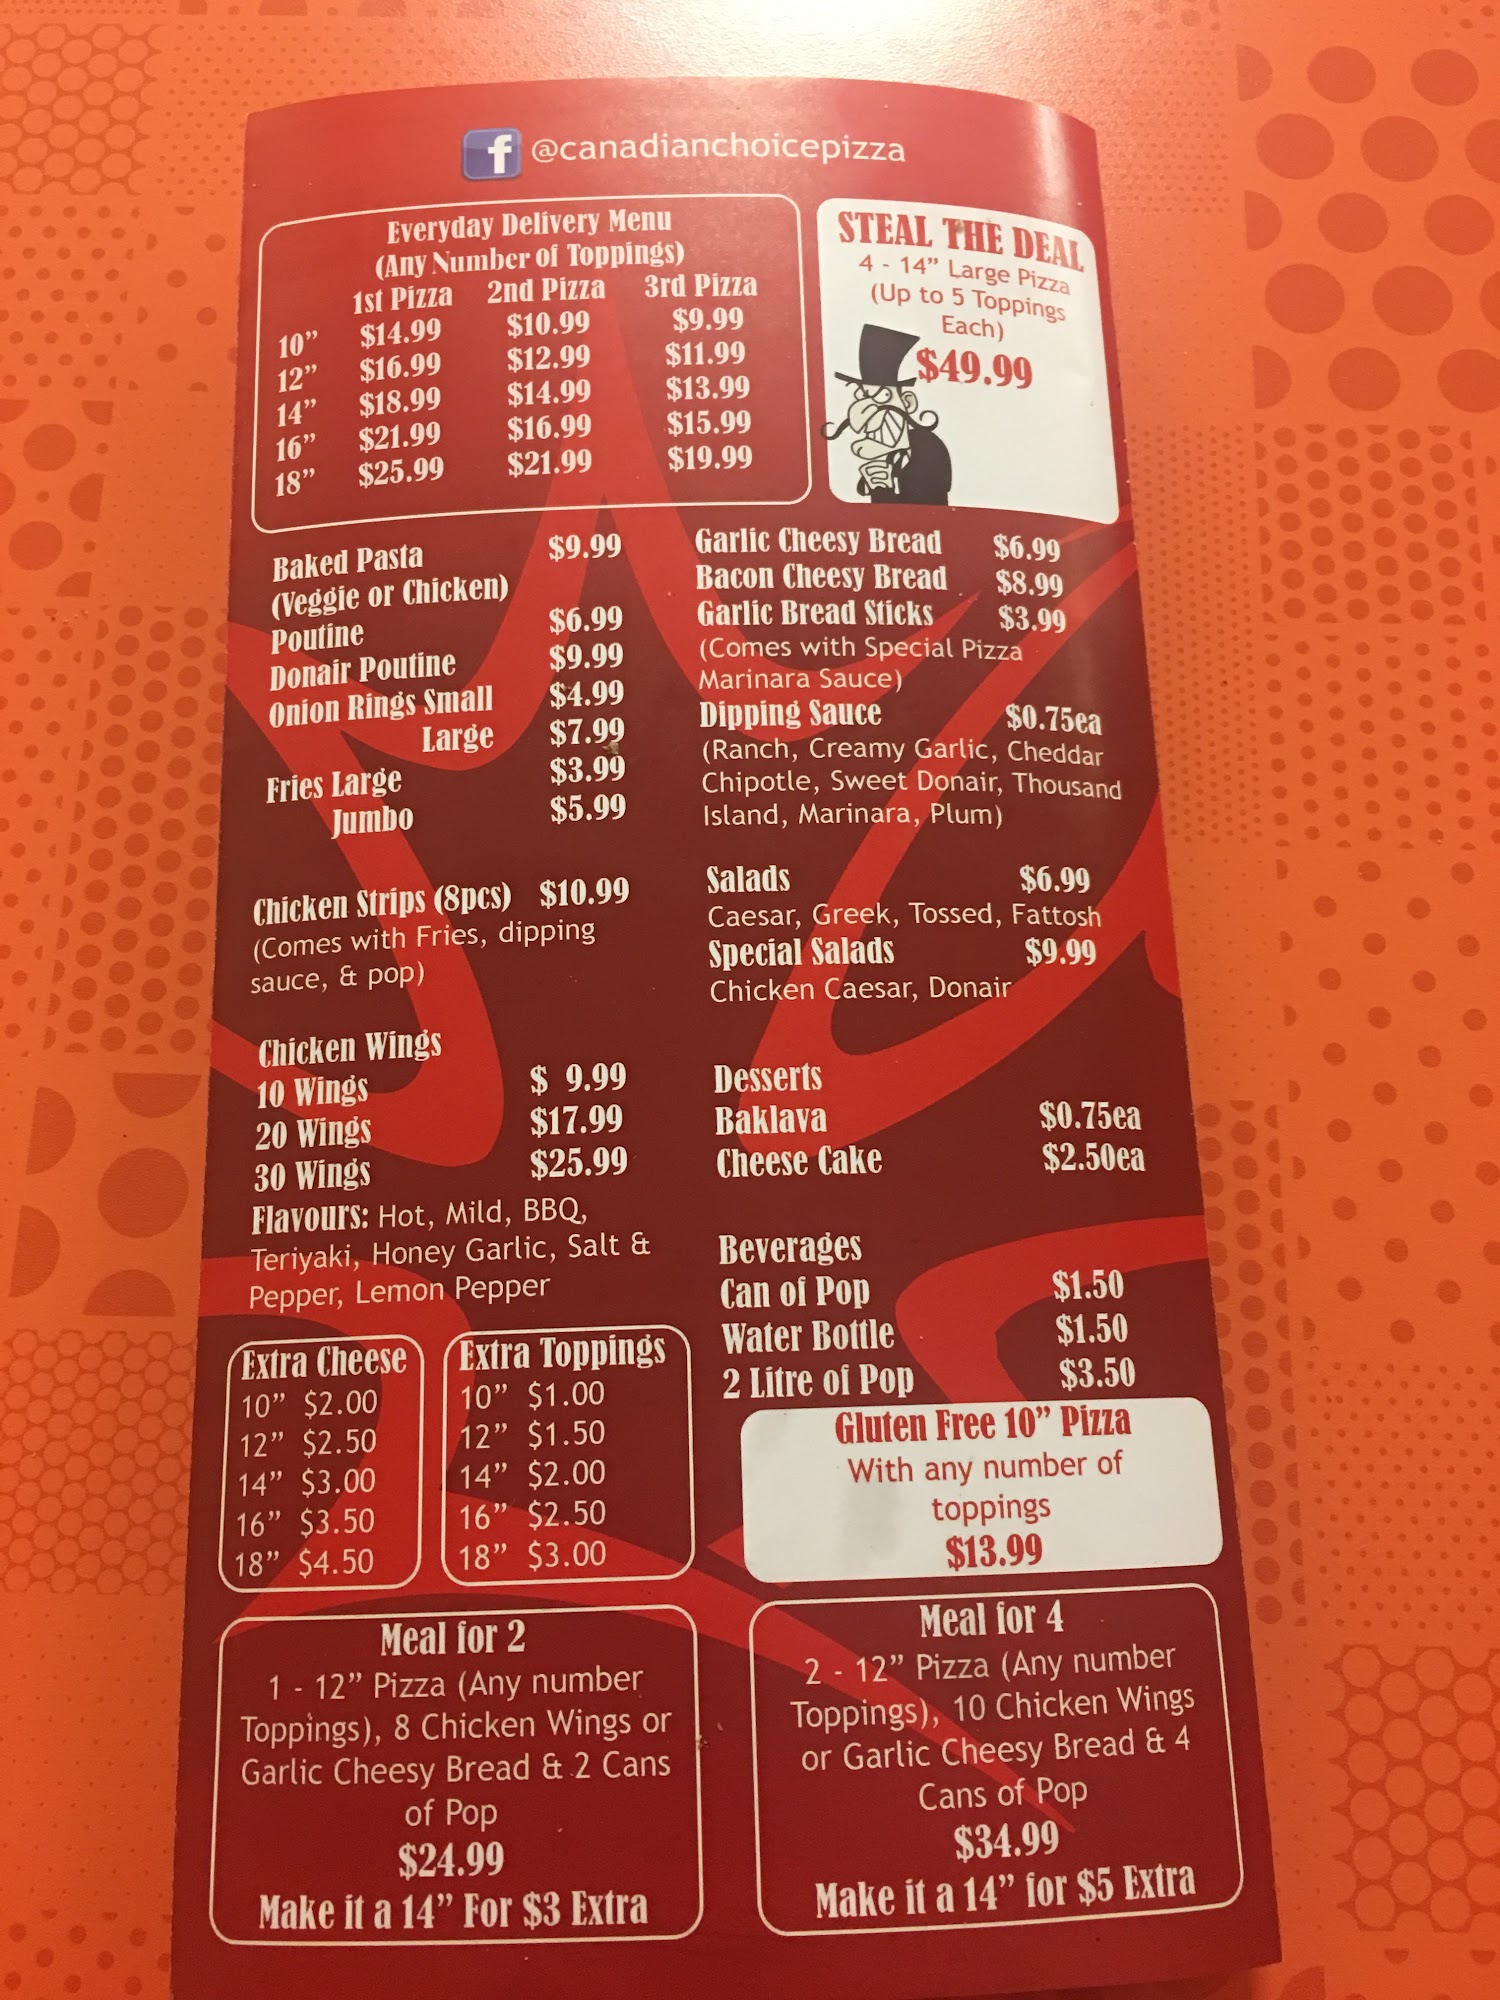 f @canadianchoicepizza
Everyday Delivery Menu
(Any Number of Toppings)
1st Pizza 2nd Pizza 3rd Pizza
10” $14.99 $10.99 $9.99
12” $16.99 $12.99 $11.99
14” $18.99 $14.99 $13.99
16” $21.99 $16.99 $15.99
18” $25.99 $21.99 $19.99
STEAL THE DEAL
4 - 14” Large Pizza
(Up to 5 Toppings
Each)
$49.99
Baked Pasta $9.99
(Veggie or Chicken)
Poutine $6.99
Donair Poutine $9.99
Onion Rings Small $4.99
Large $7.99
Fries Large $3.99
Jumbo $5.99
Chicken Strips (8pcs) $10.99
(Comes with Fries, dipping
sauce, & pop)
Chicken Wings
10 Wings $ 9.99
20 Wings $17.99
30 Wings $25.99
Flavours: Hot, Mild, BBQ,
Teriyaki, Honey Garlic, Salt &
Pepper, Lemon Pepper
Garlic Cheesy Bread $6.99
Bacon Cheesy Bread $8.99
Garlic Bread Sticks $3.99
(Comes with Special Pizza
Marinara Sauce)
Dipping Sauce $0.75ea
(Ranch, Creamy Garlic, Cheddar
Chipotle, Sweet Donair, Thousand
Island, Marinara, Plum)
Salads $6.99
Caesar, Greek, Tossed, Fattosh
Special Salads $9.99
Chicken Caesar, Donair
Desserts
Baklava $0.75ea
Cheese Cake $2.50ea
Beverages
Can of Pop $1.50
Water Bottle $1.50
2 Litre of Pop $3.50
Extra Cheese
10” $2.00
12” $2.50
14” $3.00
16” $3.50
18” $4.50
Extra Toppings
10” $1.00
12” $1.50
14” $2.00
16” $2.50
18” $3.00
Gluten Free 10” Pizza
With any number of
toppings
$13.99
Meal for 2
1 - 12” Pizza (Any number
Toppings), 8 Chicken Wings or
Garlic Cheesy Bread & 2 Cans
of Pop
$24.99
Make it a 14” For $3 Extra
Meal for 4
2 - 12” Pizza (Any number
Toppings), 10 Chicken Wings
or Garlic Cheesy Bread & 4
Cans of Pop
$34.99
Make it a 14” for $5 Extra